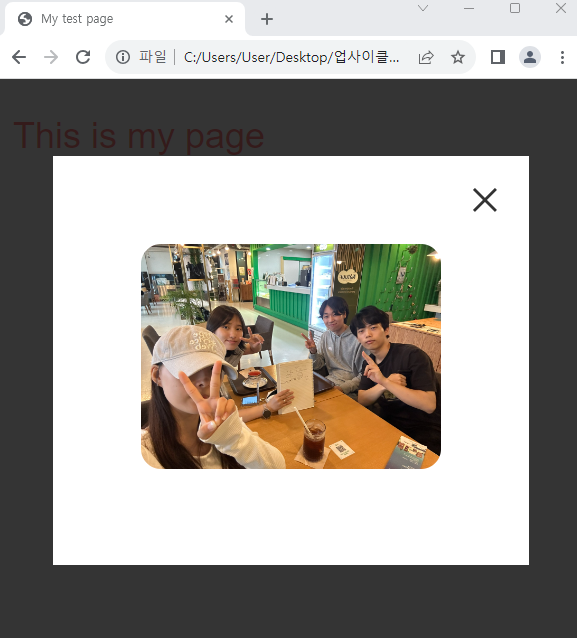 My test page
파일
C:/Users/User/Desktop/업사이클...
This is my page